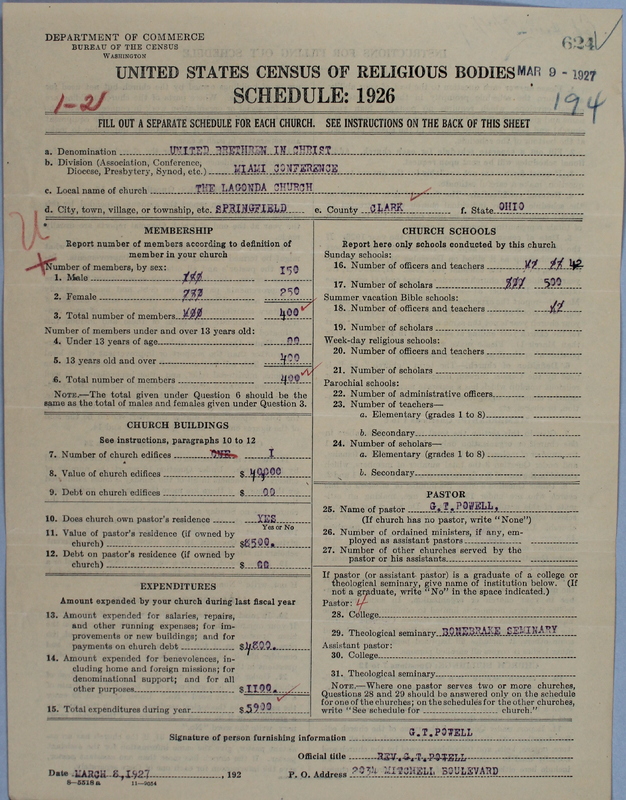 DEPARTMENT OF COMMERCE
BUREAU OF THE CENSUS
WASHINGTON
624
UNITED STATES CENSUS OF RELIGIOUS BODIES MAR 9 - 1927
SCHEDULE: 1926
1-21
194
FILL OUT A SEPARATE SCHEDULE FOR EACH CHURCH. SEE INSTRUCTIONS ON THE BACK OF THIS SHEET
a. Denomination UNITED BRETHREN IN CHRIST
b. Division (Association, Conference,
Diocese, Presbytery, Synod, etc.) MIAMI CONFERENCE
c. Local name of church THE LAGONDA CHURCH
d. City, town, village, or township, etc. SPRINGFIELD e. County CLARK f. State OHIO
MEMBERSHIP
Report number of members according to definition of
member in your church
Number of members, by sex:
1. Male 150
2. Female 250
3. Total number of members 400
Number of members under and over 13 years old:
4. Under 13 years of age 00
5. 13 years old and over 400
6. Total number of members 400
NOTE.—The total given under Question 6 should be
same as the total of males and females given under Question 3.
CHURCH BUILDINGS
See instructions, paragraphs 10 to 12
7. Number of church edifices ONE I
8. Value of church edifices $
9. Debt on church edifices $ 00
10. Does church own pastor's residence YES
Yes or No
11. Value of pastor's residence (if owned by
church) $8500.
12. Debt on pastor's residence (if owned by
church) $ 00
EXPENDITURES
Amount expended by your church during last fiscal year
13. Amount expended for salaries, repairs,
and other running expenses; for im-
provements or new buildings; and for
payments on church debt $4800.
14. Amount expended for benevolences, in-
cluding home and foreign missions; for
denominational support; and for all
other purposes $1100.
15. Total expenditures during year $5900
CHURCH SCHOOLS
Report here only schools conducted by this church
Sunday schools:
16. Number of officers and teachers 42
17. Number of scholars 500
Summer vacation Bible schools:
18. Number of officers and teachers
19. Number of scholars
Week-day religious schools:
20. Number of officers and teachers
21. Number of scholars
Parochial schools:
22. Number of administrative officers
23. Number of teachers—
a. Elementary (grades 1 to 8)
b. Secondary
24. Number of scholars—
a. Elementary (grades 1 to 8)
b. Secondary
PASTOR
25. Name of pastor G.T.POWELL,
(If church has no pastor, write "None")
26. Number of ordained ministers, if any, em-
ployed as assistant pastors
27. Number of other churches served by the
pastor or his assistants
If pastor (or assistant pastor) is a graduate of a college or
theological seminary, give name of institution below. (If
not a graduate, write "No" in the space indicated.)
Pastor: 4
28. College
29. Theological seminary BONEBRAKE SEMINARY
Assistant pastor:
30. College
31. Theological seminary
NOTE.—Where one pastor serves two or more churches,
Questions 28 and 29 should be answered only on the schedule
for one of the churches; on the schedules for the other churches,
write "See schedule for church."
Signature of person furnishing information G.T.POWELL
Official title REV.G.T.POWELL
Date MARCH 8,1927 , 192 P. O. Address 2034 MITCHELL BOULEVARD
8-5518a 11-9054